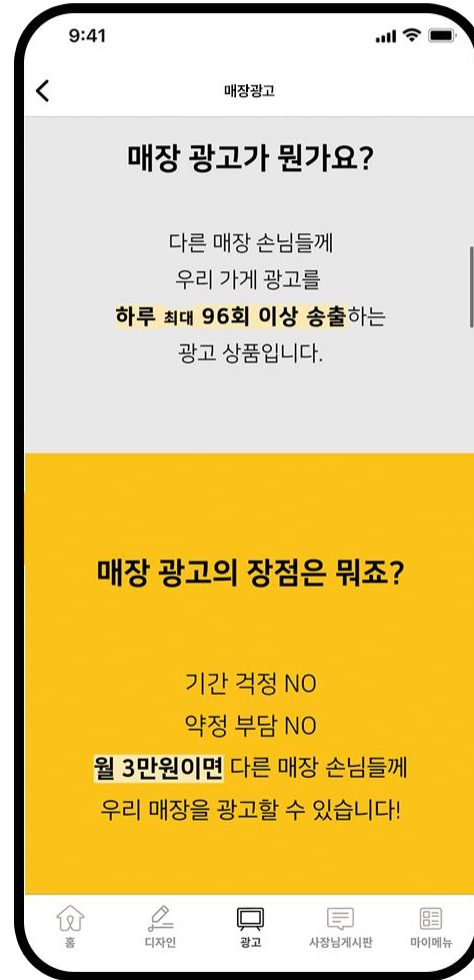 9:41
매장광고
매장 광고가 뭔가요?
다른 매장 손님들께
우리 가게 광고를
하루 최대 96회 이상 송출하는
광고 상품입니다.
매장 광고의 장점은 뭐죠?
기간 걱정 NO
약정 부담 NO
월 3만원이면 다른 매장 손님들께
우리 매장을 광고할 수 있습니다!
홈 디자인 광고 사장님게시판 마이메뉴